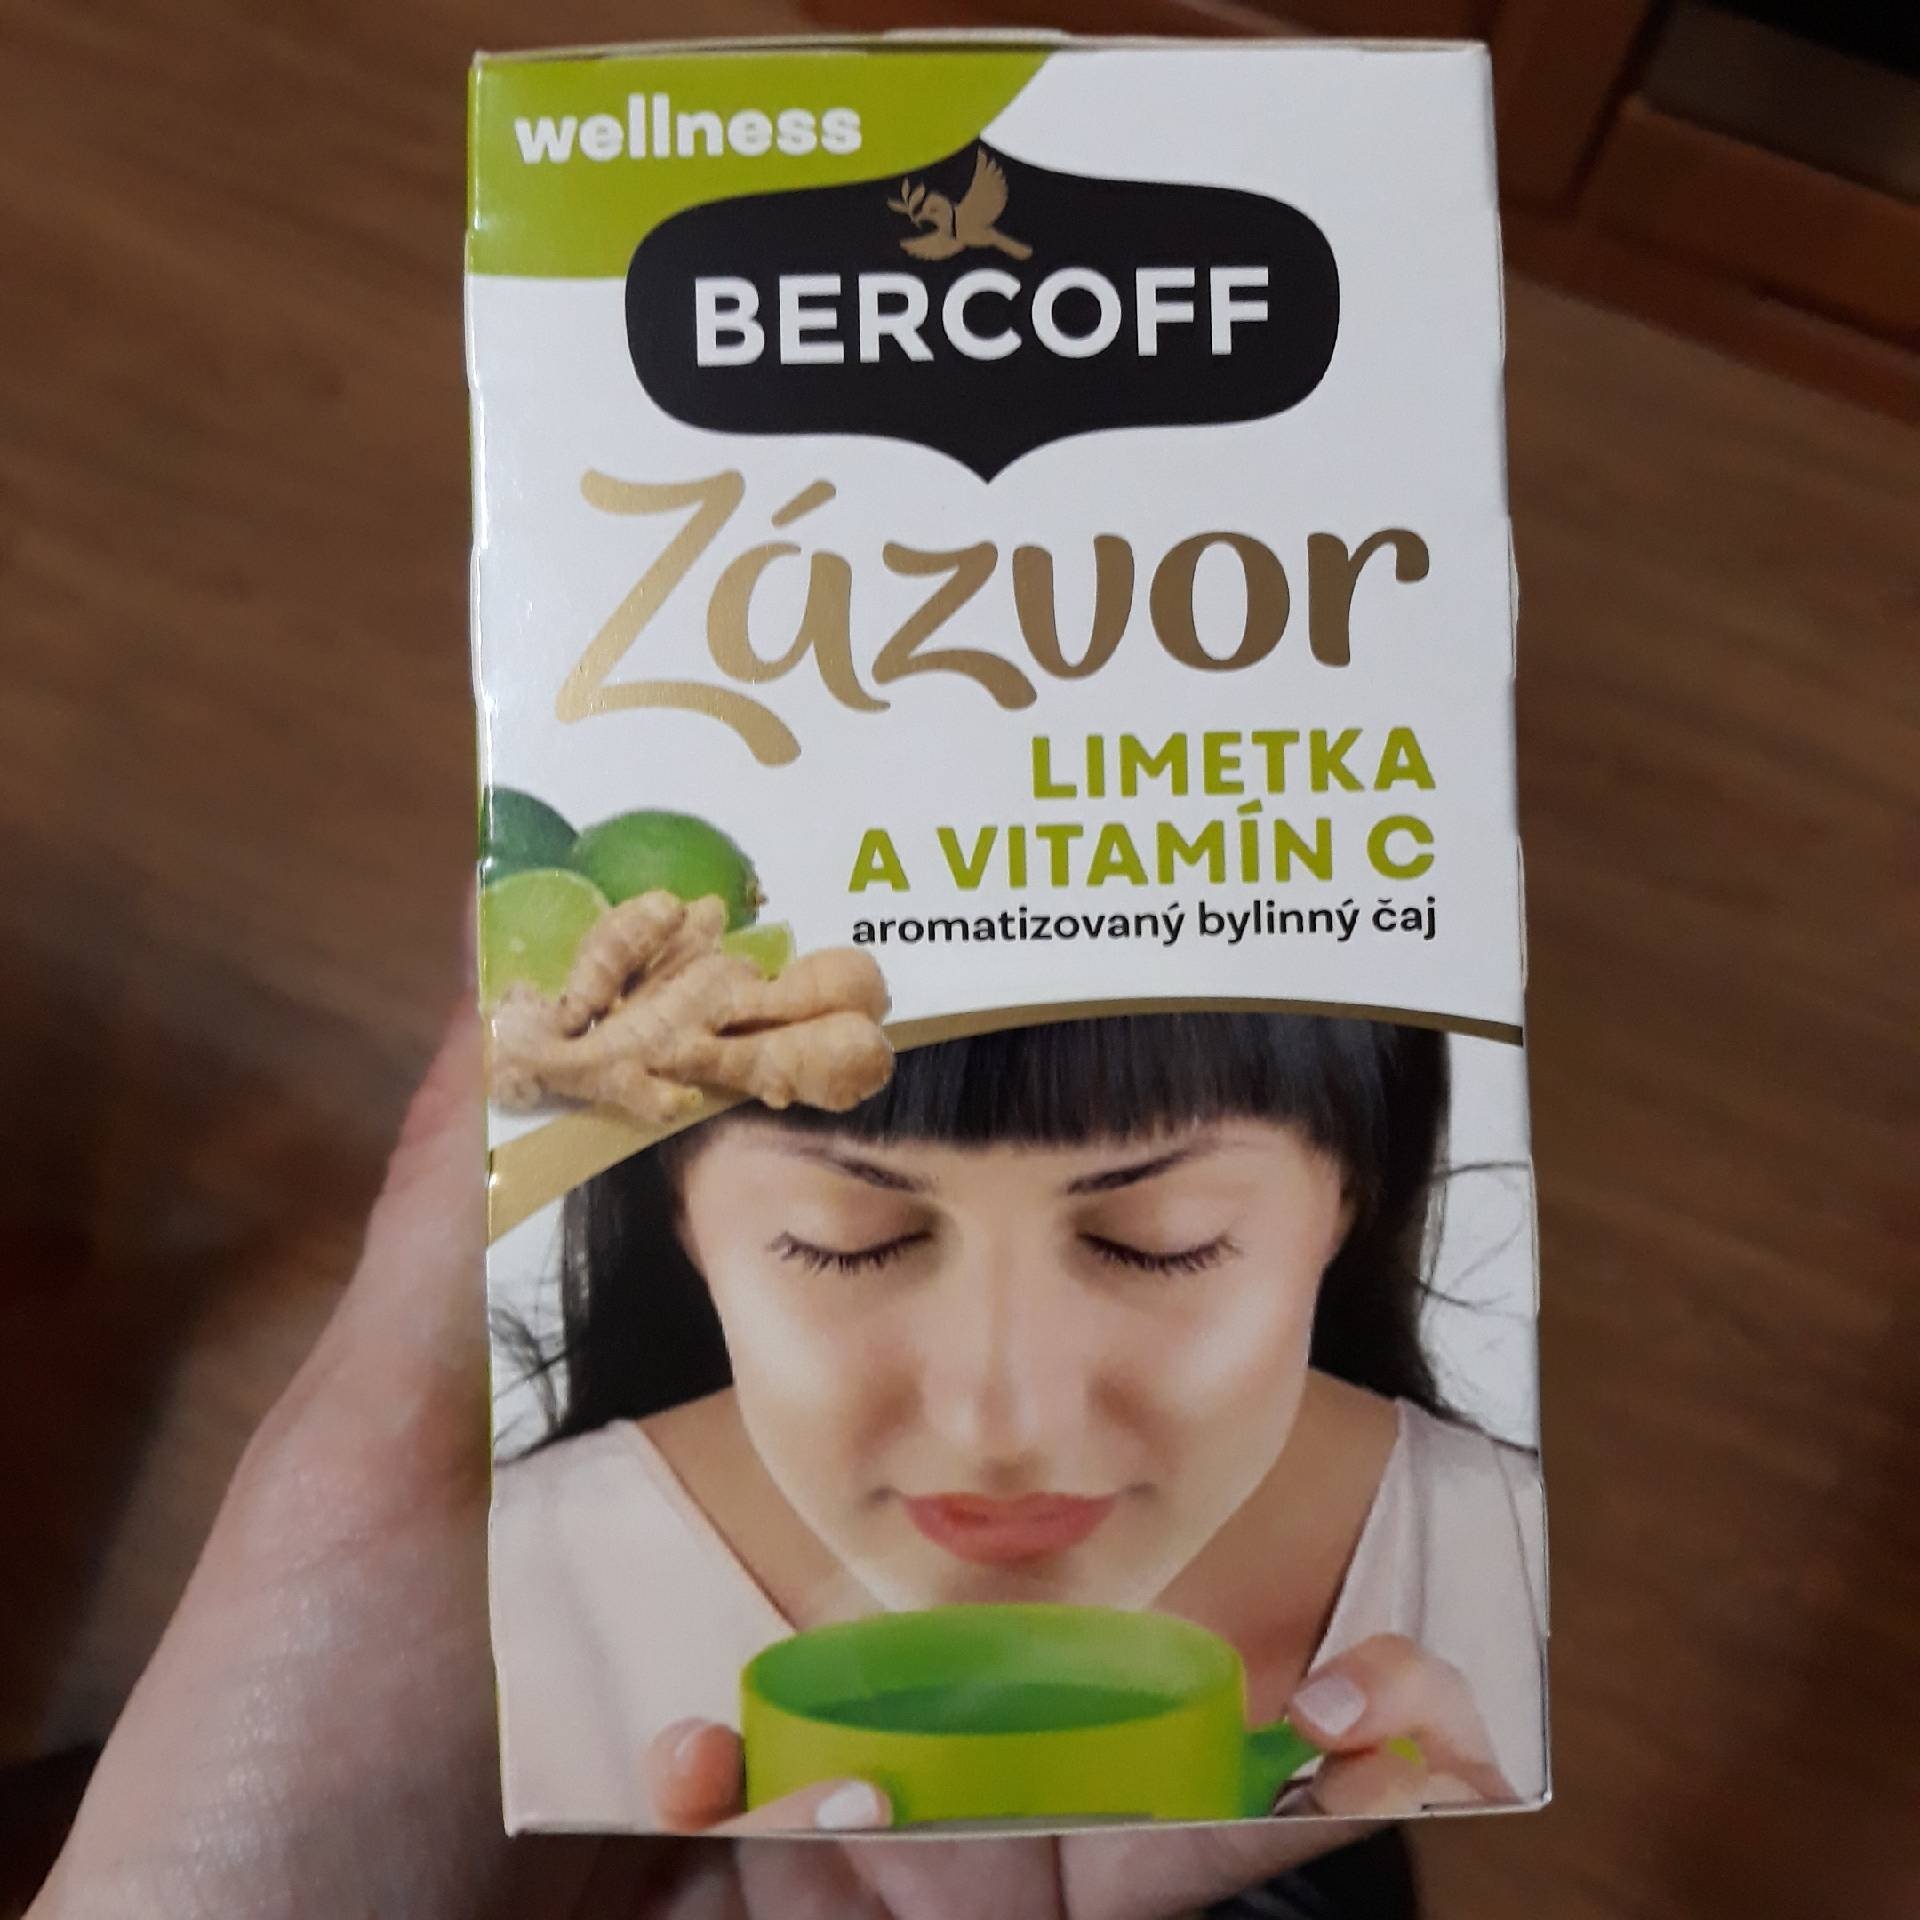 wellness
BERCOFF
Zázvor
LIMETKA
A VITAMÍN C
aromatizovaný bylinný čaj